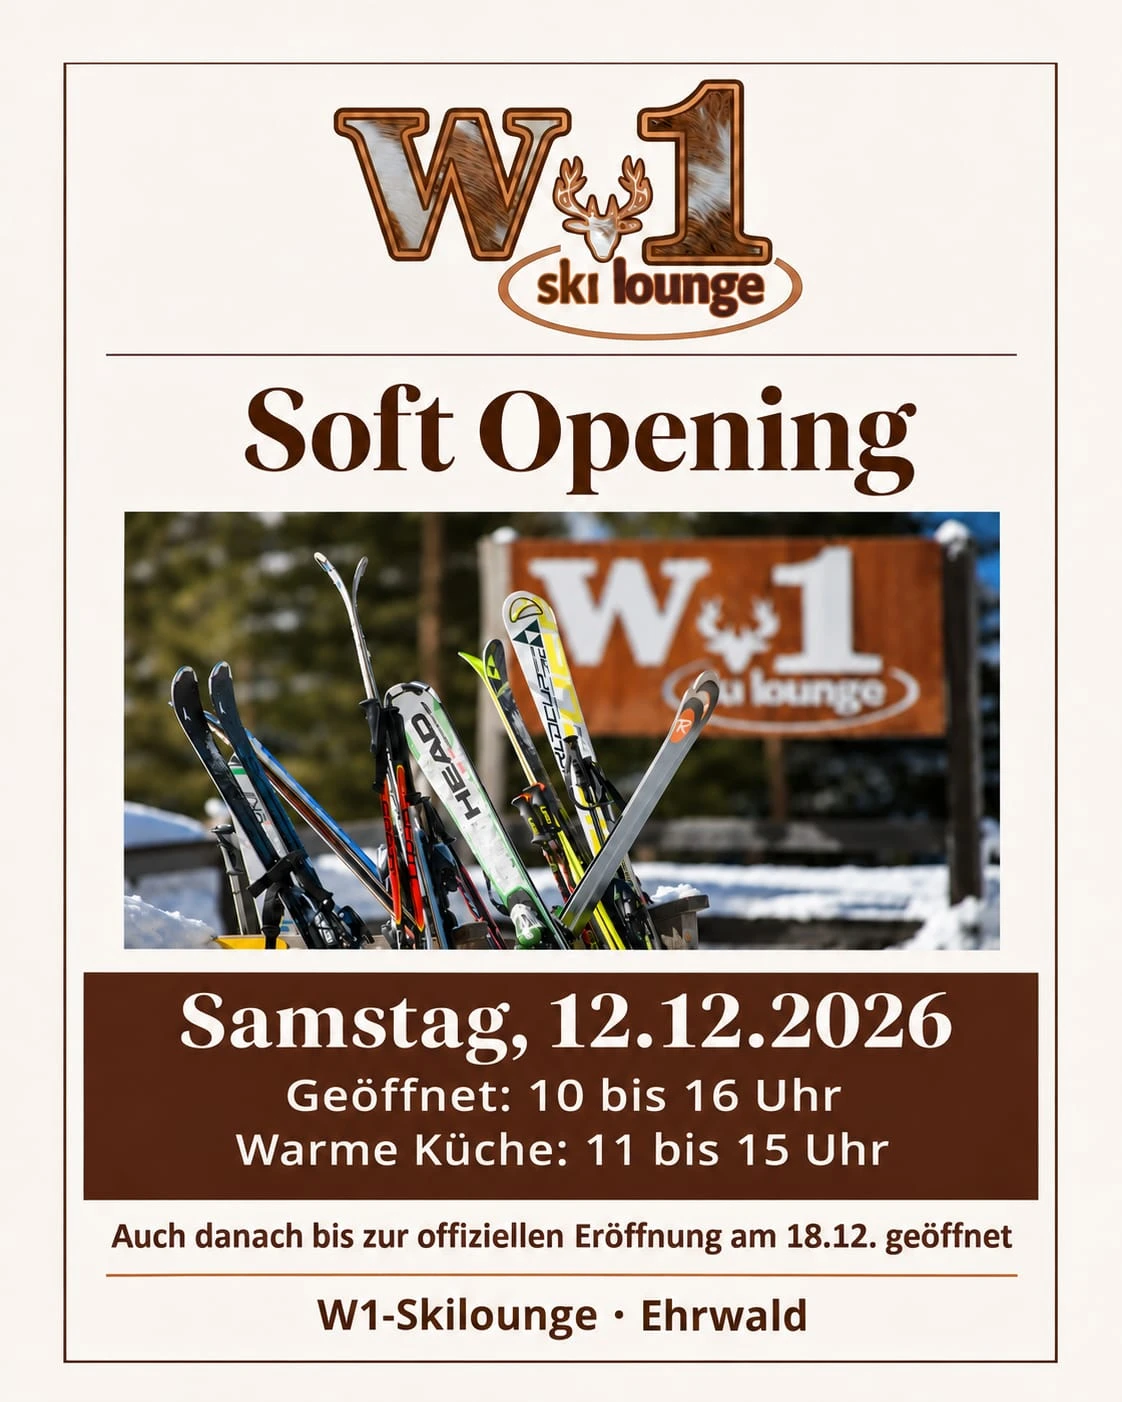 W1
ski lounge
Soft Opening
W1
lounge
HEAD
Samstag, 12.12.2026
Geöffnet: 10 bis 16 Uhr
Warme Küche: 11 bis 15 Uhr
Auch danach bis zur offiziellen Eröffnung am 18.12. geöffnet
W1-Skilounge · Ehrwald